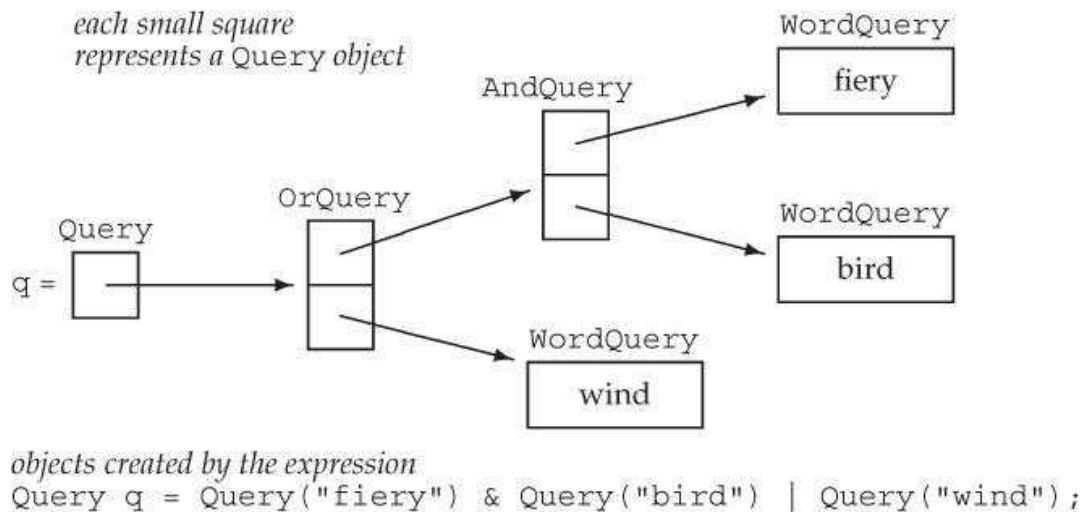 each small square
represents a Query object
WordQuery
fiery
AndQuery
OrQuery
WordQuery
Query
bird
q =
WordQuery
wind
objects created by the expression
Query q = Query("fiery") & Query("bird") | Query("wind");